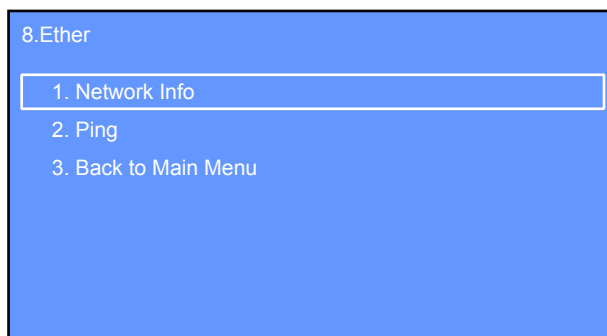 8.Ether
1. Network Info
2. Ping
3. Back to Main Menu